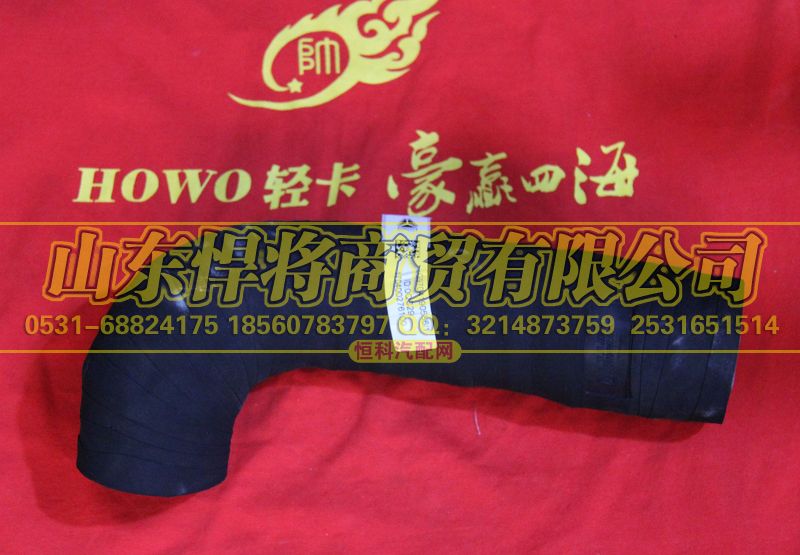 帥
HOWO轻卡 豪赢四海
山东悍将商贸有限公司
0531-68824175 18560783797 QQ: 3214873759 2531651514
恒科汽配网